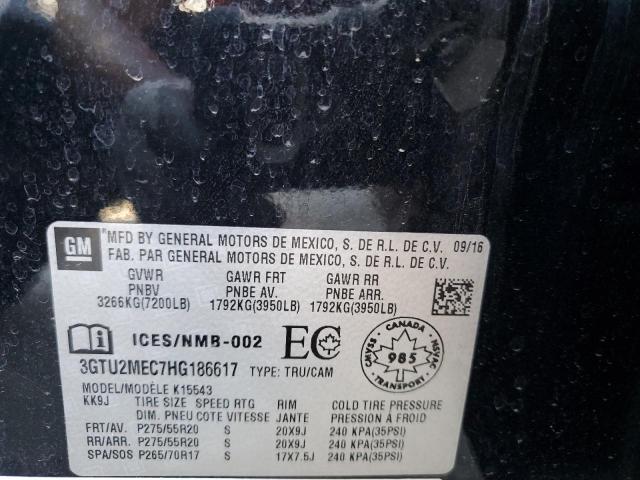 GM
MFD BY GENERAL MOTORS DE MEXICO, S. DE R.L. DE C.V. 09/16
FAB. PAR GENERAL MOTORS DE MEXICO, S. DE R.L. DE C.V.
GVWR GAWR FRT GAWR RR
PNBV PNBE AV. PNBE ARR.
3266KG(7200LB) 1792KG(3950LB) 1792KG(3950LB)
i ICES/NMB-002 EC CANADA CMVSS 985 NSVAC TRANSPORT
3GTU2MEC7HG186617 TYPE: TRU/CAM
MODEL/MODÈLE K15543
KK9J TIRE SIZE SPEED RTG RIM COLD TIRE PRESSURE
DIM. PNEU COTE VITESSE JANTE PRESSION À FROID
FRT/AV. P275/55R20 S 20X9J 240 KPA(35PSI)
RR/ARR. P275/55R20 S 20X9J 240 KPA(35PSI)
SPA/SOS P265/70R17 S 17X7.5J 240 KPA(35PSI)